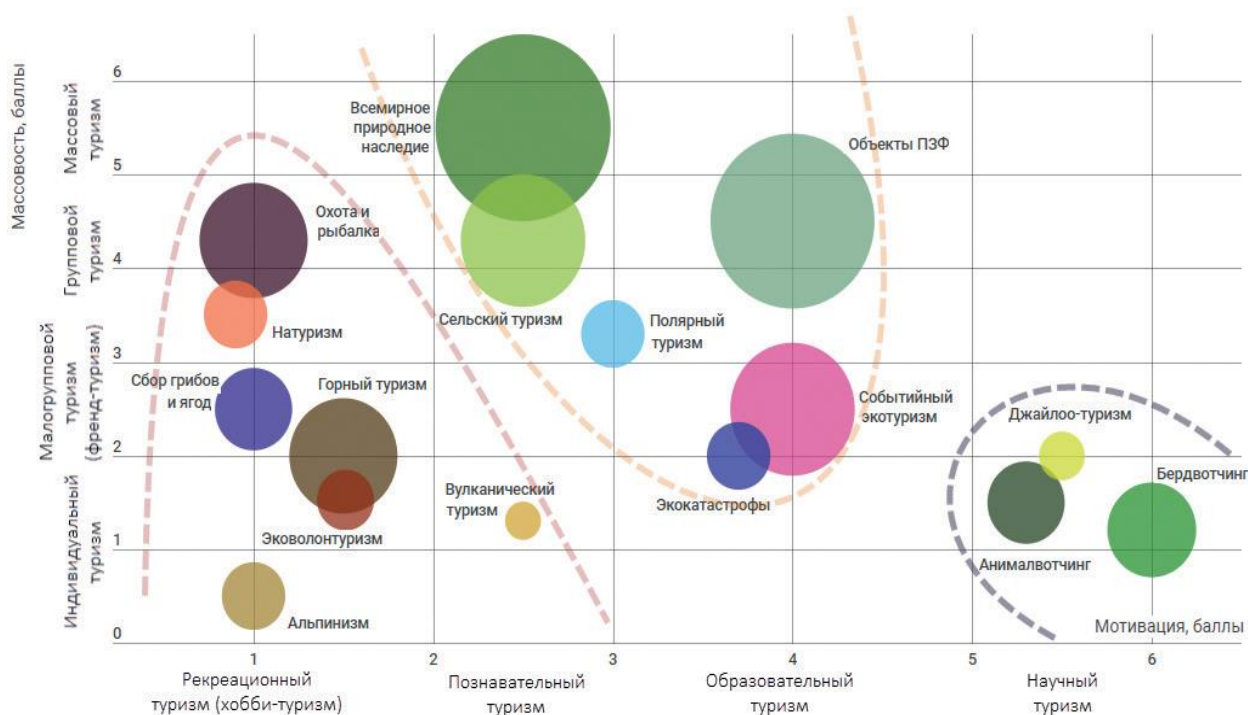 Массовость, баллы
Массовый
туризм
Групповой
туризм
Малогрупповой
туризм
(френд-туризм)
Индивидуальный
туризм
6
5
4
3
2
1
0
Всемирное
природное
наследие
Объекты ПЗФ
Охота и
рыбалка
Натуризм
Сельский туризм
Полярный
туризм
Сбор грибов
и ягод
Горный туризм
Событийный
экотуризм
Джайлоо-туризм
Бердвотчинг
Вулканический
туризм
Экокатастрофы
Эковолонтуризм
Анималвотчинг
Альпинизм
Мотивация, баллы
1
2
3
4
5
6
Рекреационный
туризм (хобби-туризм)
Познавательный
туризм
Образовательный
туризм
Научный
туризм